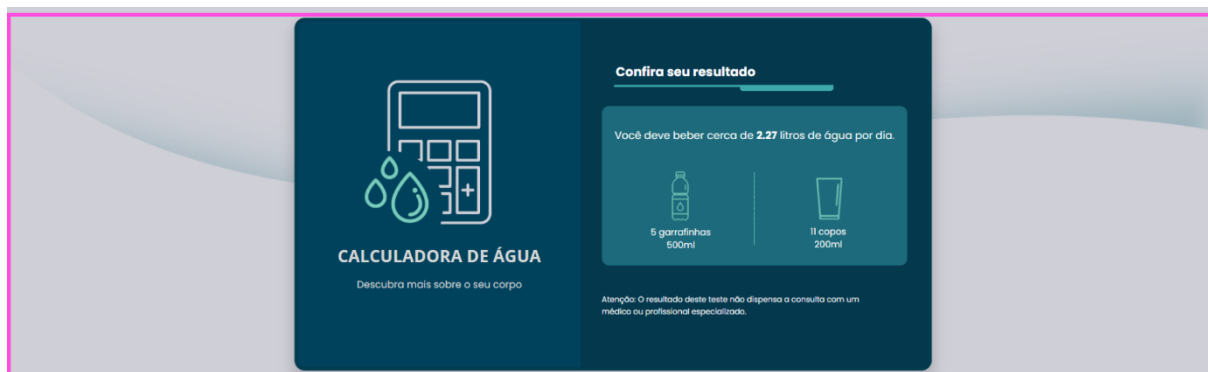 CALCULADORA DE ÁGUA
Descubra mais sobre o seu corpo
Confira seu resultado
Você deve beber cerca de 2.27 litros de água por dia.
5 garrafinhas
500ml
11 copos
200ml
Atenção: O resultado deste teste não dispensa a consulta com um
médico ou profissional especializado.